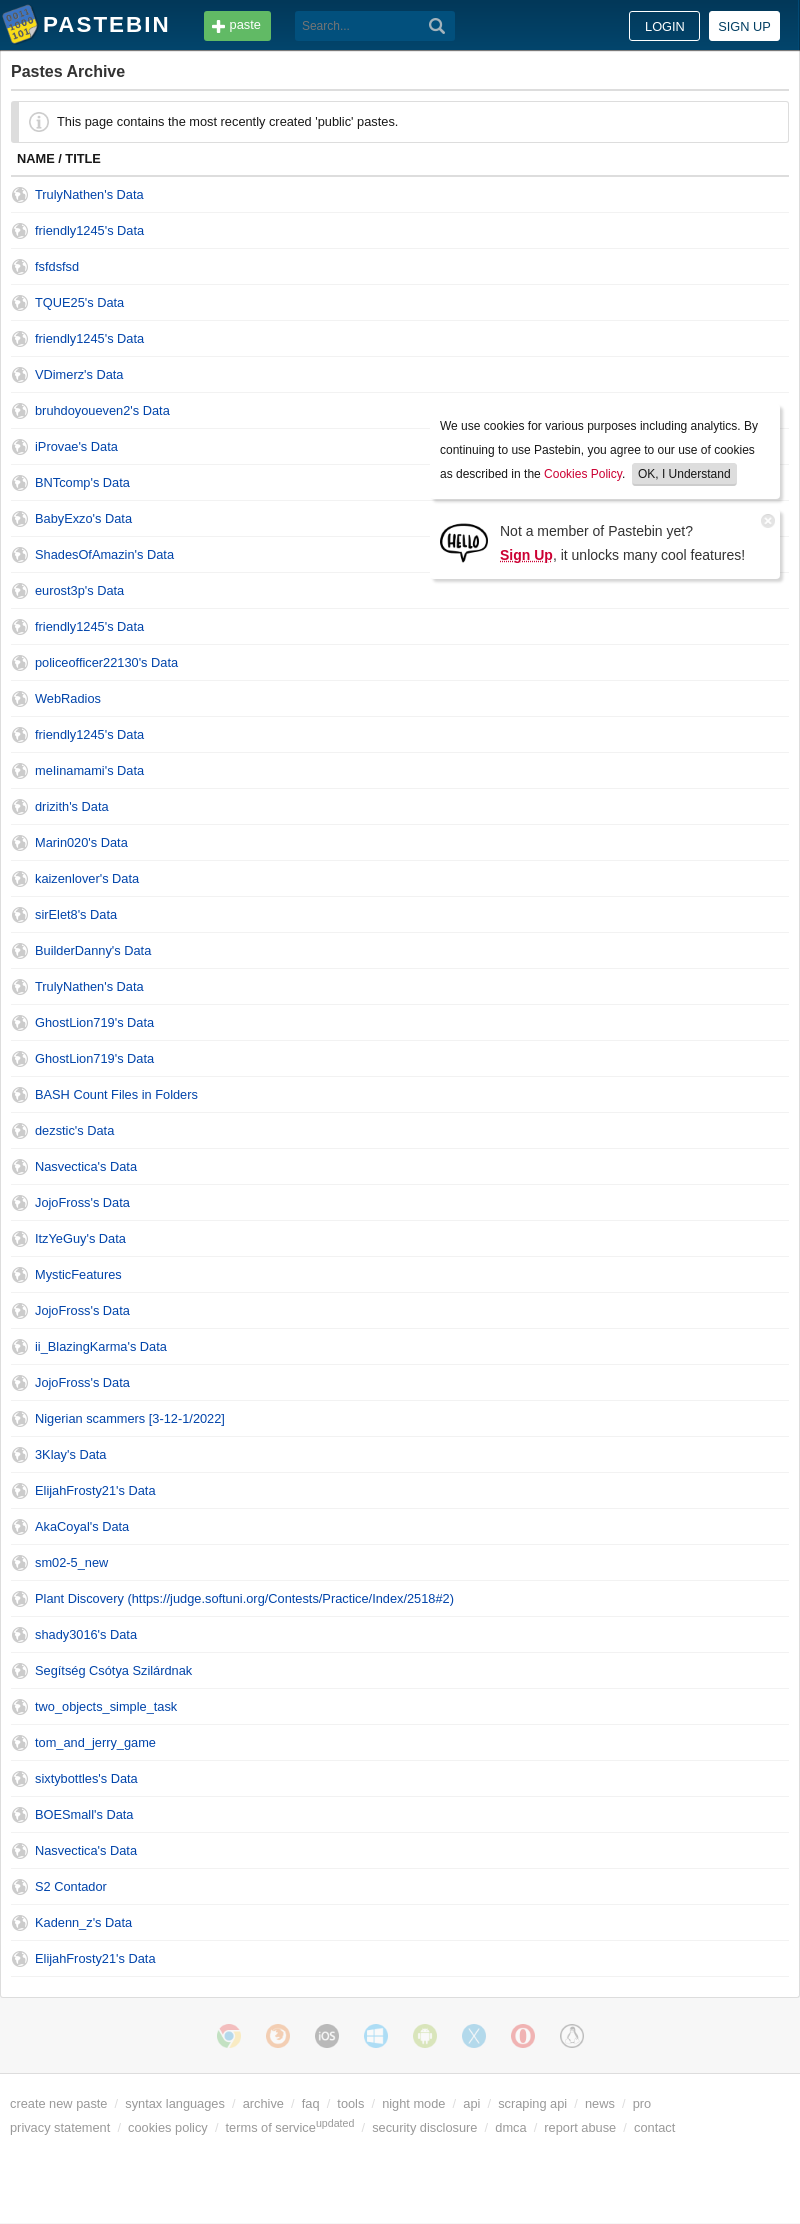 PASTEBIN
paste
Search...
LOGIN
SIGN UP
Pastes Archive
This page contains the most recently created 'public' pastes.
NAME / TITLE
TrulyNathen's Data
friendly1245's Data
fsfdsfsd
TQUE25's Data
friendly1245's Data
VDimerz's Data
bruhdoyoueven2's Data
iProvae's Data
BNTcomp's Data
BabyExzo's Data
ShadesOfAmazin's Data
eurost3p's Data
friendly1245's Data
policeofficer22130's Data
WebRadios
friendly1245's Data
melinamami's Data
drizith's Data
Marin020's Data
kaizenlover's Data
sirElet8's Data
BuilderDanny's Data
TrulyNathen's Data
GhostLion719's Data
GhostLion719's Data
BASH Count Files in Folders
dezstic's Data
Nasvectica's Data
JojoFross's Data
ItzYeGuy's Data
MysticFeatures
JojoFross's Data
ii_BlazingKarma's Data
JojoFross's Data
Nigerian scammers [3-12-1/2022]
3Klay's Data
ElijahFrosty21's Data
AkaCoyal's Data
sm02-5_new
Plant Discovery (https://judge.softuni.org/Contests/Practice/Index/2518#2)
shady3016's Data
Segítség Csótya Szilárdnak
two_objects_simple_task
tom_and_jerry_game
sixtybottles's Data
BOESmall's Data
Nasvectica's Data
S2 Contador
Kadenn_z's Data
ElijahFrosty21's Data
We use cookies for various purposes including analytics. By
continuing to use Pastebin, you agree to our use of cookies
as described in the Cookies Policy. OK, I Understand
HELLO
Not a member of Pastebin yet?
Sign Up, it unlocks many cool features!
iOS
create new paste / syntax languages / archive / faq / tools / night mode / api / scraping api / news / pro
privacy statement / cookies policy / terms of service updated / security disclosure / dmca / report abuse / contact